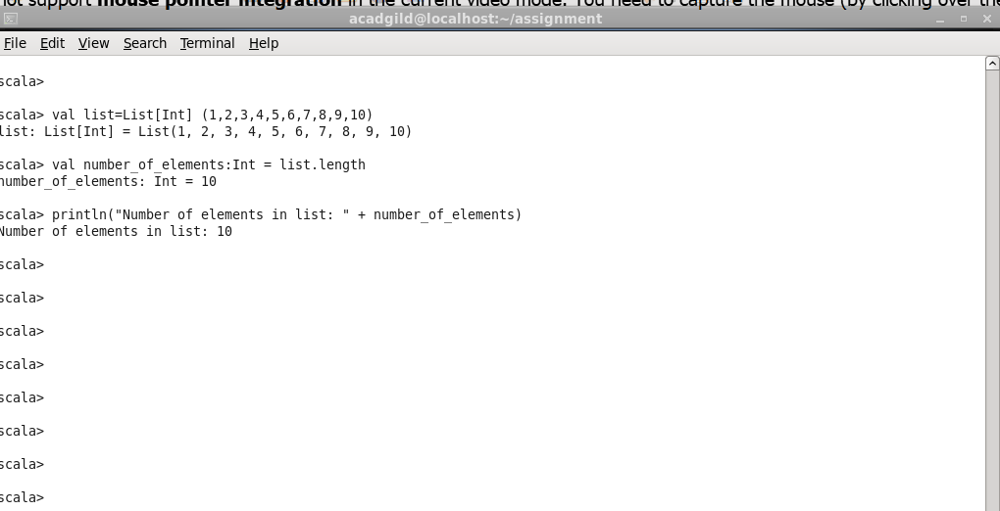 not support mouse pointer integration in the current video mode. You need to capture the mouse (by clicking over the
acadgild@localhost:~/assignment
File Edit View Search Terminal Help
scala>
scala> val list=List[Int] (1,2,3,4,5,6,7,8,9,10)
list: List[Int] = List(1, 2, 3, 4, 5, 6, 7, 8, 9, 10)
scala> val number_of_elements:Int = list.length
number_of_elements: Int = 10
scala> println("Number of elements in list: " + number_of_elements)
Number of elements in list: 10
scala>
scala>
scala>
scala>
scala>
scala>
scala>
scala>